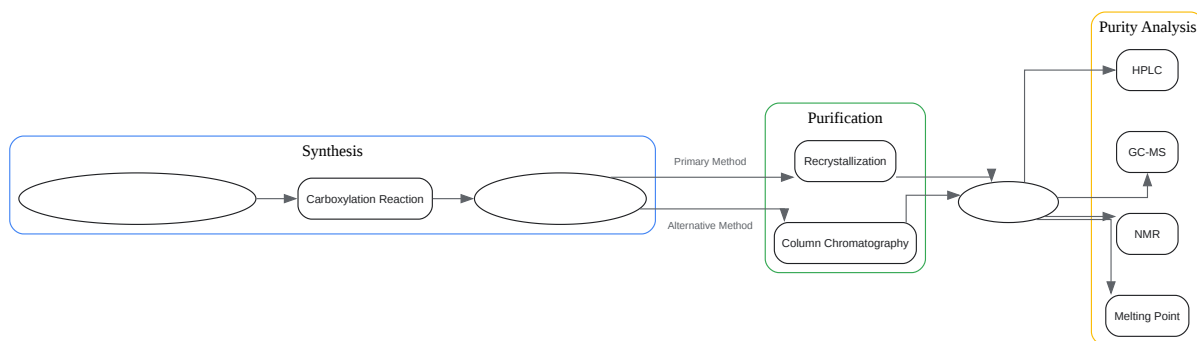 Synthesis
Carboxylation Reaction
Primary Method
Alternative Method
Purification
Recrystallization
Column Chromatography
Purity Analysis
HPLC
GC-MS
NMR
Melting Point